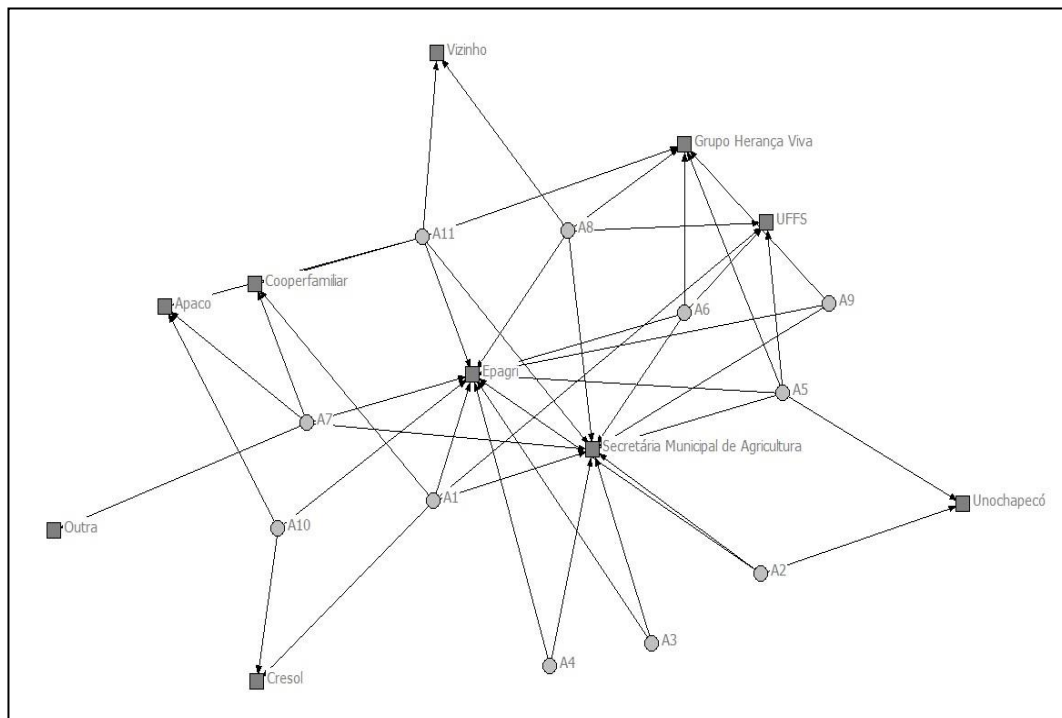 Vizinho
Grupo Herança Viva
UFFS
A11
A8
Cooperfamiliar
Apaco
A6
A9
Epagri
A5
A7
Secretária Municipal de Agricultura
A1
Unochapecó
Outra
A10
A2
A3
A4
Cresol